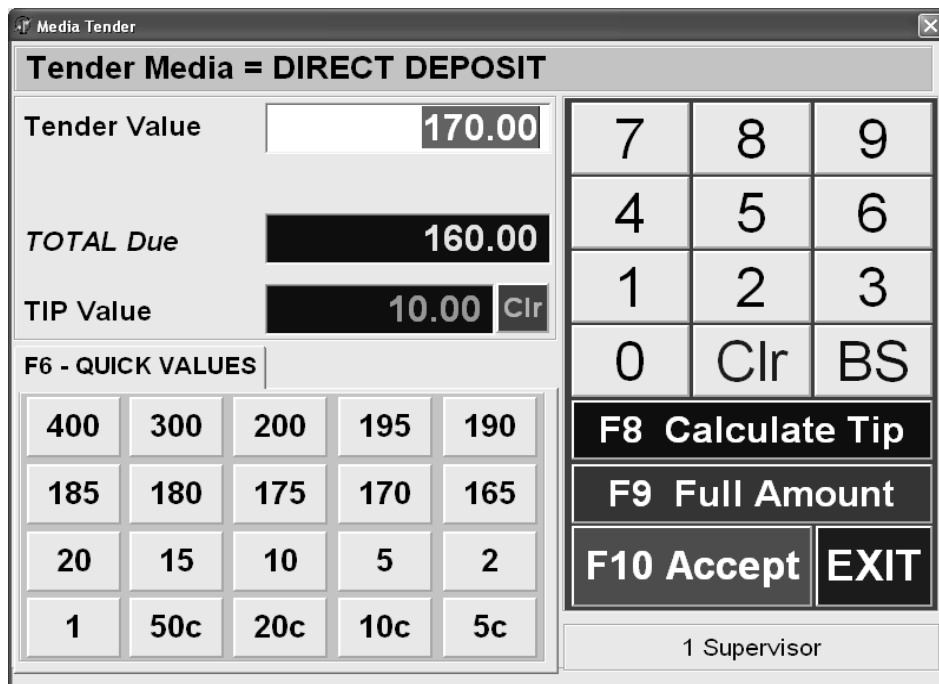 Media Tender
Tender Media = DIRECT DEPOSIT
Tender Value 170.00
TOTAL Due 160.00
TIP Value 10.00 Clr
F6 - QUICK VALUES
400 300 200 195 190
185 180 175 170 165
20 15 10 5 2
1 50c 20c 10c 5c
7 8 9
4 5 6
1 2 3
0 Clr BS
F8 Calculate Tip
F9 Full Amount
F10 Accept EXIT
1 Supervisor